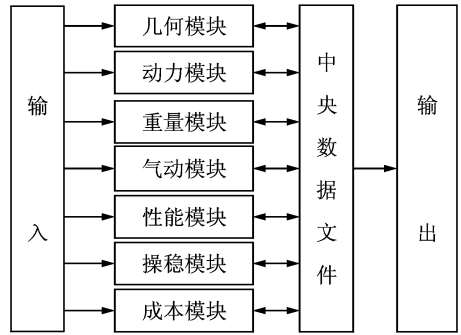 输入
几何模块
动力模块
重量模块
气动模块
性能模块
操稳模块
成本模块
中央数据文件
输出